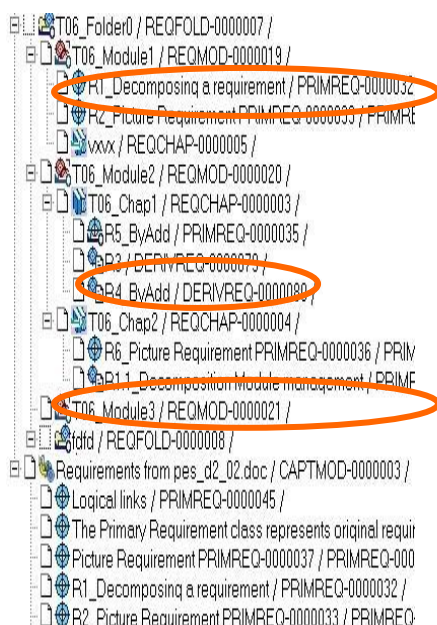 T06_Folder0 / REQFOLD-0000007 /
T06_Module1 / REQMOD-0000019 /
R1_Decomposing a requirement / PRIMREQ-0000032
R2_Picture Requirement PRIMREQ-0000033 / PRIMRE
vxvx / REQCHAP-0000005 /
T06_Module2 / REQMOD-0000020 /
T06_Chap1 / REQCHAP-0000003 /
R5_ByAdd / PRIMREQ-0000035 /
R3 / DERIVREQ-0000079 /
R4_ByAdd / DERIVREQ-0000080 /
T06_Chap2 / REQCHAP-0000004 /
R6_Picture Requirement PRIMREQ-0000036 / PRIM
R1.1_Decomposition Module management / PRIME
T06_Module3 / REQMOD-0000021 /
fdfd / REQFOLD-0000008 /
Requirements from pes_d2_02.doc / CAPTMOD-0000003 /
Logical links / PRIMREQ-0000045 /
The Primary Requirement class represents original requir
Picture Requirement PRIMREQ-0000037 / PRIMREQ-000
R1_Decomposing a requirement / PRIMREQ-0000032 /
R2_Picture Requirement PRIMREQ-0000033 / PRIMREQ-